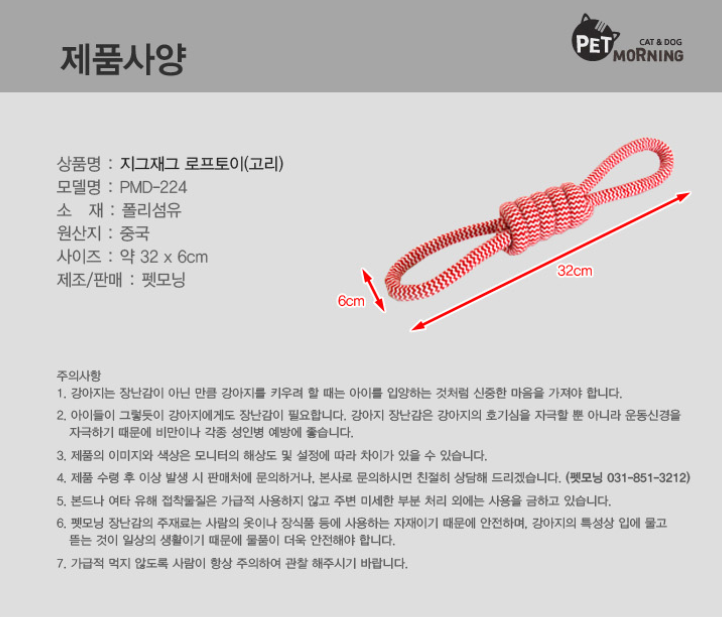 제품사양
PET MORNING
CAT & DOG
상품명 : 지그재그 로프토이(고리)
모델명 : PMD-224
소 재 : 폴리섬유
원산지 : 중국
사이즈 : 약 32 x 6cm
제조/판매 : 펫모닝
6cm
32cm
주의사항
1. 강아지는 장난감이 아닌 만큼 강아지를 키우려 할 때는 아이를 입양하는 것처럼 신중한 마음을 가져야 합니다.
2. 아이들이 그렇듯이 강아지에게도 장난감이 필요합니다. 강아지 장난감은 강아지의 호기심을 자극할 뿐 아니라 운동신경을
자극하기 때문에 비만이나 각종 성인병 예방에 좋습니다.
3. 제품의 이미지와 색상은 모니터의 해상도 및 설정에 따라 차이가 있을 수 있습니다.
4. 제품 수령 후 이상 발생 시 판매처에 문의하거나, 본사로 문의하시면 친절히 상담해 드리겠습니다. (펫모닝 031-851-3212)
5. 본드나 여타 유해 접착물질은 가급적 사용하지 않고 주변 미세한 부분 처리 외에는 사용을 금하고 있습니다.
6. 펫모닝 장난감의 주재료는 사람의 옷이나 장식품 등에 사용하는 자재이기 때문에 안전하며, 강아지의 특성상 입에 물고
뜯는 것이 일상의 생활이기 때문에 물품이 더욱 안전해야 합니다.
7. 가급적 먹지 않도록 사람이 항상 주의하여 관찰 해주시기 바랍니다.